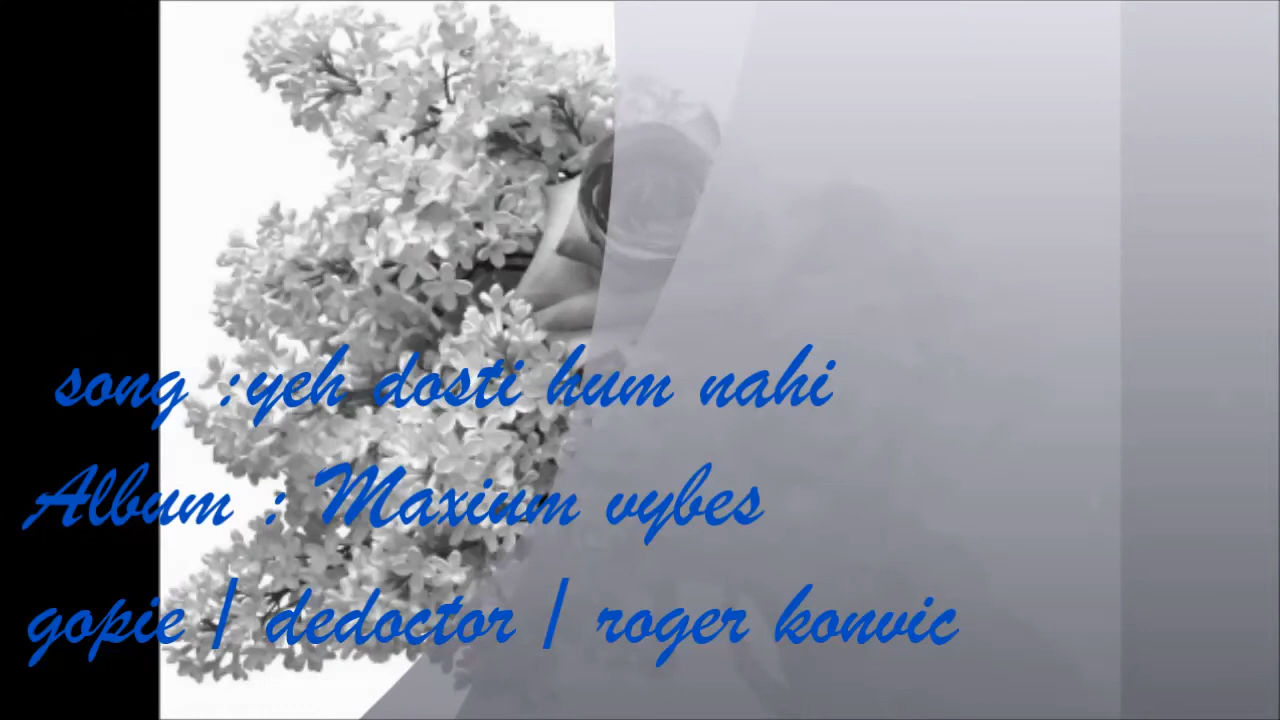 song :yeh dosti hum nahi
Album : Maxium vybes
gopie / dedoctor / roger konvic